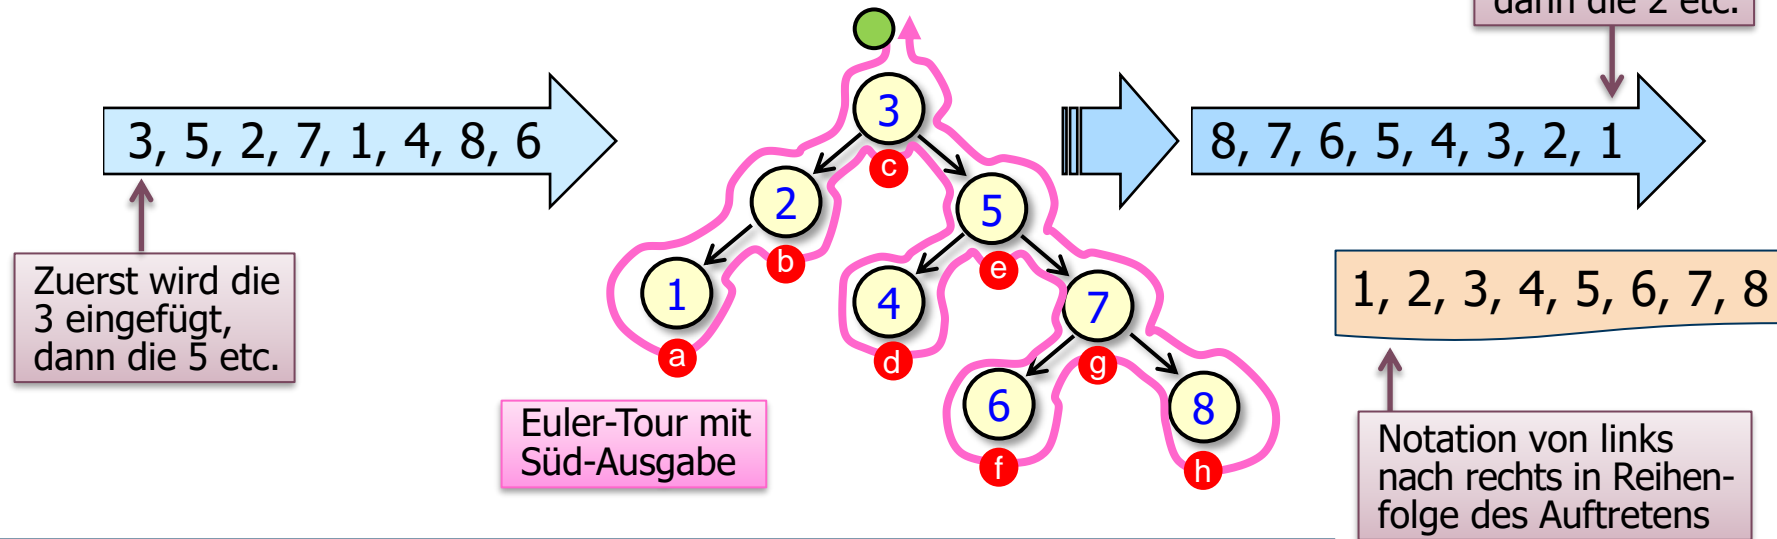 dann die 2 etc.
3, 5, 2, 7, 1, 4, 8, 6
Zuerst wird die
3 eingefügt,
dann die 5 etc.
3
c
2
5
b
e
1
4
7
a
d
g
6
8
f
h
Euler-Tour mit
Süd-Ausgabe
8, 7, 6, 5, 4, 3, 2, 1
1, 2, 3, 4, 5, 6, 7, 8
Notation von links
nach rechts in Reihen-
folge des Auftretens